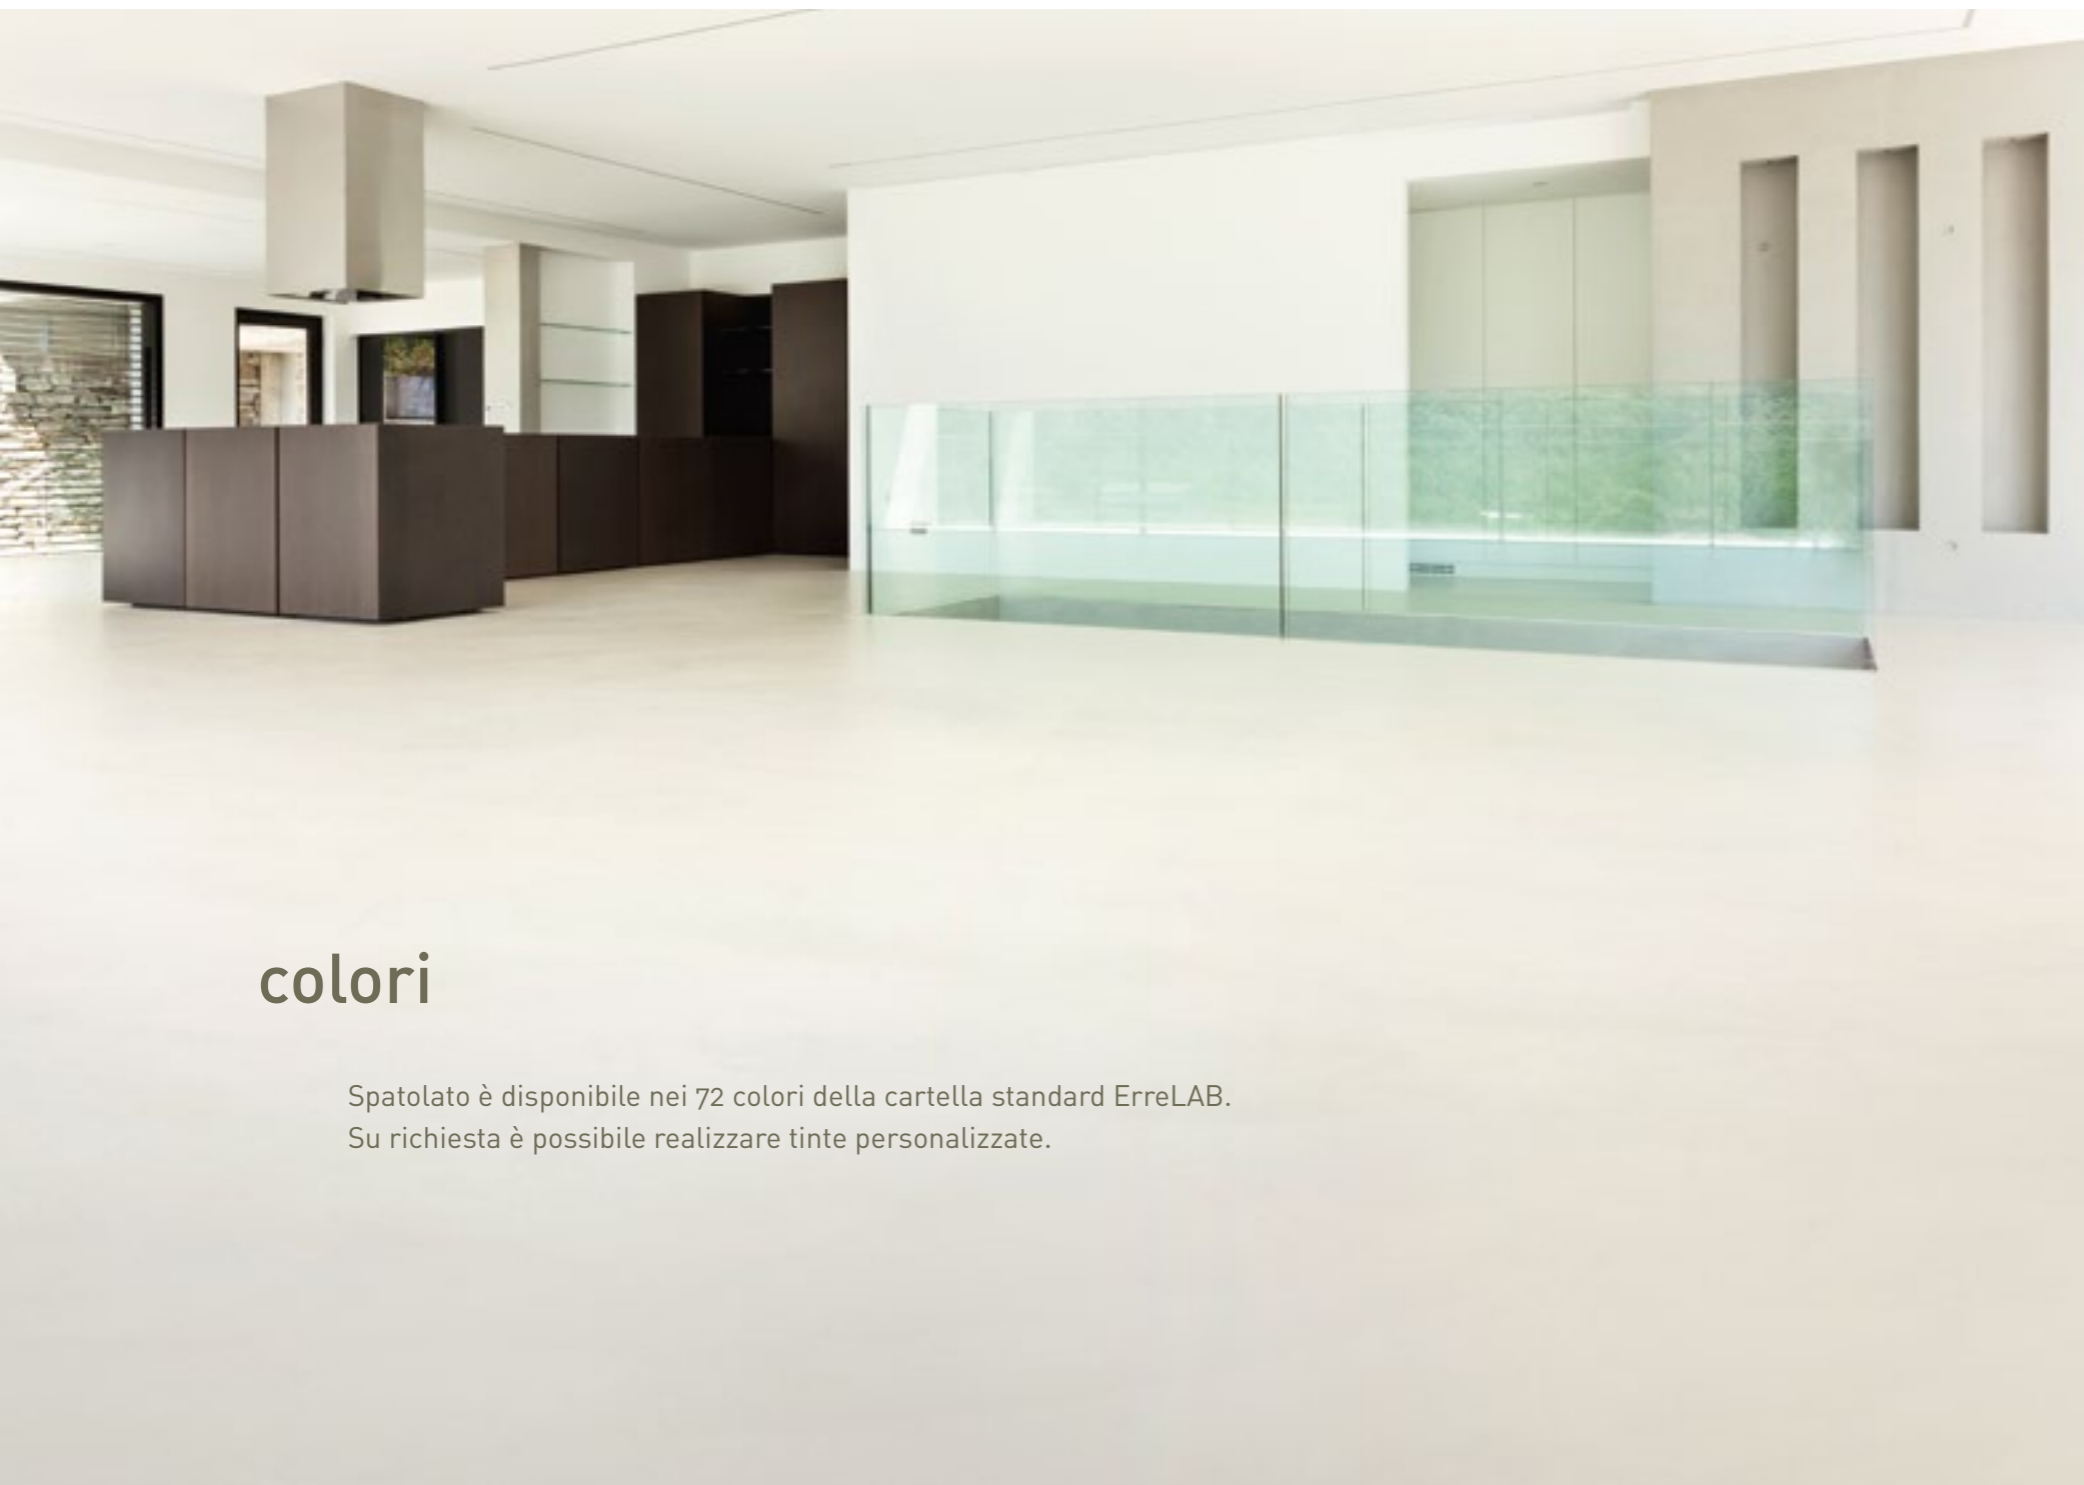 colori
Spatolato è disponibile nei 72 colori della cartella standard ErreLAB.
Su richiesta è possibile realizzare tinte personalizzate.